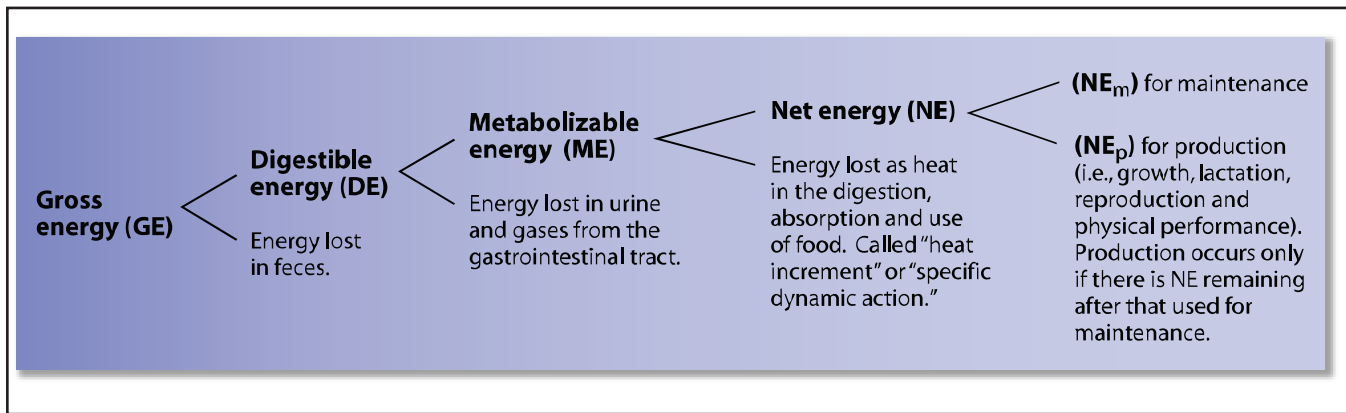 Gross
energy (GE)
Digestible
energy (DE)
Energy lost
in feces.
Metabolizable
energy (ME)
Energy lost in urine
and gases from the
gastrointestinal tract.
Net energy (NE)
Energy lost as heat
in the digestion,
absorption and use
of food. Called "heat
increment" or "specific
dynamic action."
(NEm) for maintenance
(NEp) for production
(i.e., growth, lactation,
reproduction and
physical performance).
Production occurs only
if there is NE remaining
after that used for
maintenance.